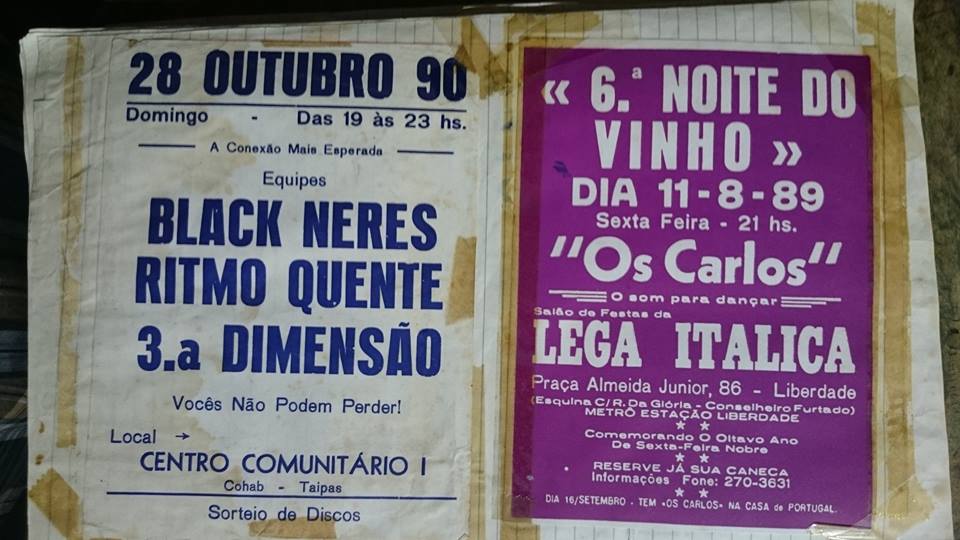 28 OUTUBRO 90
Domingo - Das 19 às 23 hs.
A Conexão Mais Esperada
Equipes
BLACK NERES
RITMO QUENTE
3.a DIMENSÃO
Vocês Não Podem Perder!
Local →
CENTRO COMUNITÁRIO I
Cohab - Taipas
Sorteio de Discos
« 6.ª NOITE DO
VINHO »
DIA 11-8-89
Sexta Feira - 21 hs.
"Os Carlos"
O som para dançar
Salão de Festas da
LEGA ITALICA
Praça Almeida Junior, 86 - Liberdade
(Esquina C/R. Da Glória - Conselheiro Furtado)
METRÔ ESTAÇÃO LIBERDADE
Comemorando O Oitavo Ano
De Sexta-Feira Nobre
RESERVE JÁ SUA CANECA
Informações Fone: 270-3631
DIA 16/SETEMBRO - TEM «OS CARLOS» NA CASA de PORTUGAL.